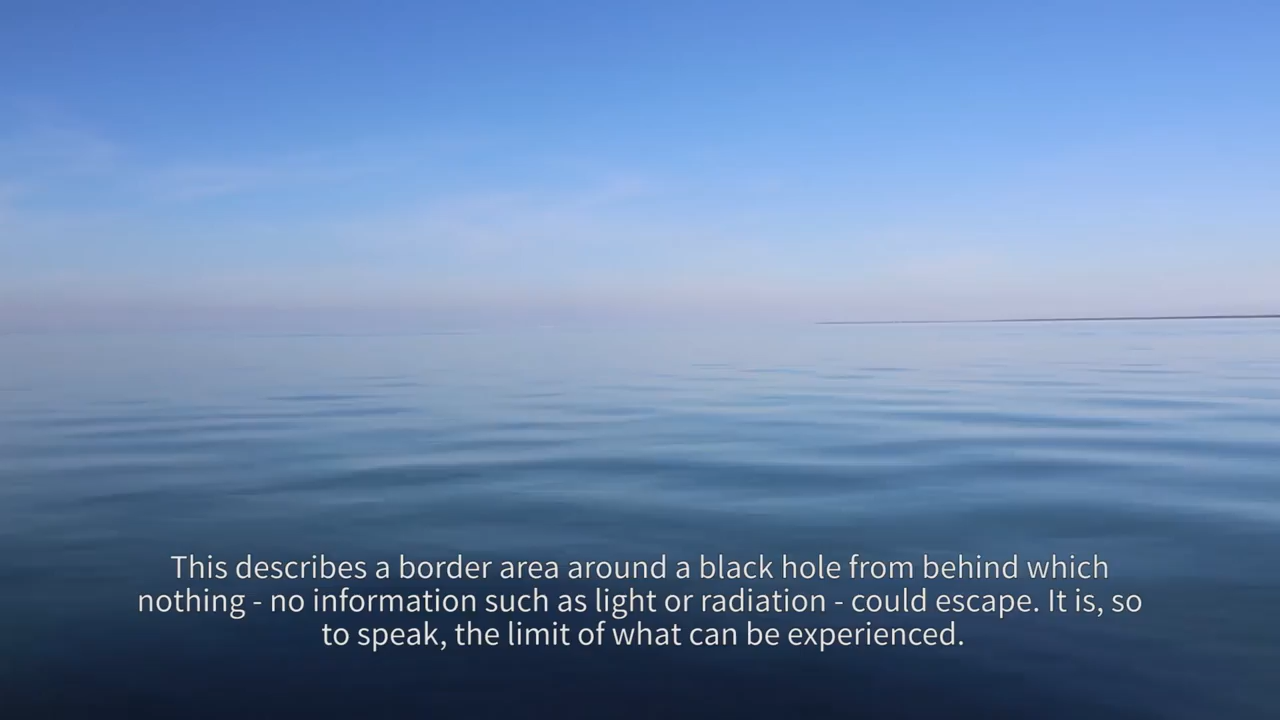 This describes a border area around a black hole from behind which
nothing - no information such as light or radiation - could escape. It is, so
to speak, the limit of what can be experienced.